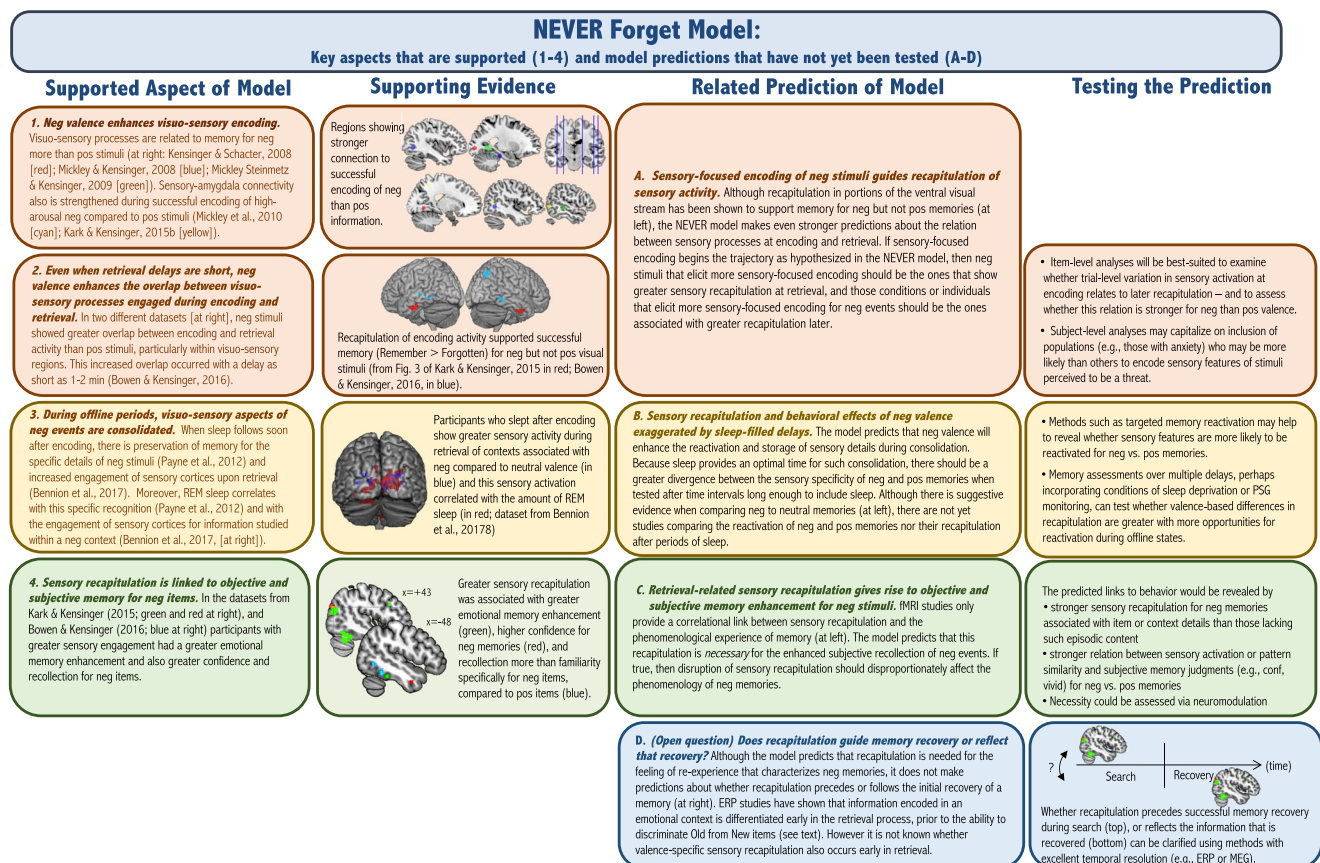 NEVER Forget Model:
Key aspects that are supported (1-4) and model predictions that have not yet been tested (A-D)
Supported Aspect of Model
Supporting Evidence
Related Prediction of Model
Testing the Prediction
1. Neg valence enhances visuo-sensory encoding.
Visuo-sensory processes are related to memory for neg
more than pos stimuli (at right: Kensinger & Schacter, 2008
[red]; Mickley & Kensinger, 2008 [blue]; Mickley Steinmetz
& Kensinger, 2009 [green]). Sensory-amygdala connectivity
also is strengthened during successful encoding of high-
arousal neg compared to pos stimuli (Mickley et al., 2010
[cyan]; Kark & Kensinger, 2015b [yellow]).
Regions showing
stronger
connection to
successful
encoding of neg
than pos
information.
A. Sensory-focused encoding of neg stimuli guides recapitulation of
sensory activity. Although recapitulation in portions of the ventral visual
stream has been shown to support memory for neg but not pos memories (at
left), the NEVER model makes even stronger predictions about the relation
between sensory processes at encoding and retrieval. If sensory-focused
encoding begins the trajectory as hypothesized in the NEVER model, then neg
stimuli that elicit more sensory-focused encoding should be the ones that show
greater sensory recapitulation at retrieval, and those conditions or individuals
that elicit more sensory-focused encoding for neg events should be the ones
associated with greater recapitulation later.
• Item-level analyses will be best-suited to examine
whether trial-level variation in sensory activation at
encoding relates to later recapitulation – and to assess
whether this relation is stronger for neg than pos valence.
• Subject-level analyses may capitalize on inclusion of
populations (e.g., those with anxiety) who may be more
likely than others to encode sensory features of stimuli
perceived to be a threat.
2. Even when retrieval delays are short, neg
valence enhances the overlap between visuo-
sensory processes engaged during encoding and
retrieval. In two different datasets [at right], neg stimuli
showed greater overlap between encoding and retrieval
activity than pos stimuli, particularly within visuo-sensory
regions. This increased overlap occurred with a delay as
short as 1-2 min (Bowen & Kensinger, 2016).
Recapitulation of encoding activity supported successful
memory (Remember > Forgotten) for neg but not pos visual
stimuli (from Fig. 3 of Kark & Kensinger, 2015 in red; Bowen
& Kensinger, 2016, in blue).
3. During offline periods, visuo-sensory aspects of
neg events are consolidated. When sleep follows soon
after encoding, there is preservation of memory for the
specific details of neg stimuli (Payne et al., 2012) and
increased engagement of sensory cortices upon retrieval
(Bennion et al., 2017). Moreover, REM sleep correlates
with this specific recognition (Payne et al., 2012) and with
the engagement of sensory cortices for information studied
within a neg context (Bennion et al., 2017, [at right]).
Participants who slept after encoding
show greater sensory activity during
retrieval of contexts associated with
neg compared to neutral valence (in
blue) and this sensory activation
correlated with the amount of REM
sleep (in red; dataset from Bennion
et al., 20178)
B. Sensory recapitulation and behavioral effects of neg valence
exaggerated by sleep-filled delays. The model predicts that neg valence will
enhance the reactivation and storage of sensory details during consolidation.
Because sleep provides an optimal time for such consolidation, there should be a
greater divergence between the sensory specificity of neg and pos memories when
tested after time intervals long enough to include sleep. Although there is suggestive
evidence when comparing neg to neutral memories (at left), there are not yet
studies comparing the reactivation of neg and pos memories nor their recapitulation
after periods of sleep.
• Methods such as targeted memory reactivation may help
to reveal whether sensory features are more likely to be
reactivated for neg vs. pos memories.
• Memory assessments over multiple delays, perhaps
incorporating conditions of sleep deprivation or PSG
monitoring, can test whether valence-based differences in
recapitulation are greater with more opportunities for
reactivation during offline states.
4. Sensory recapitulation is linked to objective and
subjective memory for neg items. In the datasets from
Kark & Kensinger (2015; green and red at right), and
Bowen & Kensinger (2016; blue at right) participants with
greater sensory engagement had a greater emotional
memory enhancement and also greater confidence and
recollection for neg items.
x=+43
x=-48
Greater sensory recapitulation
was associated with greater
emotional memory enhancement
(green), higher confidence for
neg memories (red), and
recollection more than familiarity
specifically for neg items,
compared to pos items (blue).
C. Retrieval-related sensory recapitulation gives rise to objective and
subjective memory enhancement for neg stimuli. fMRI studies only
provide a correlational link between sensory recapitulation and the
phenomenological experience of memory (at left). The model predicts that this
recapitulation is necessary for the enhanced subjective recollection of neg events. If
true, then disruption of sensory recapitulation should disproportionately affect the
phenomenology of neg memories.
The predicted links to behavior would be revealed by
• stronger sensory recapitulation for neg memories
associated with item or context details than those lacking
such episodic content
• stronger relation between sensory activation or pattern
similarity and subjective memory judgments (e.g., conf,
vivid) for neg vs. pos memories
• Necessity could be assessed via neuromodulation
D. (Open question) Does recapitulation guide memory recovery or reflect
that recovery? Although the model predicts that recapitulation is needed for the
feeling of re-experience that characterizes neg memories, it does not make
predictions about whether recapitulation precedes or follows the initial recovery of a
memory (at right). ERP studies have shown that information encoded in an
emotional context is differentiated early in the retrieval process, prior to the ability to
discriminate Old from New items (see text). However it is not known whether
valence-specific sensory recapitulation also occurs early in retrieval.
?
Search
Recovery
(time)
Whether recapitulation precedes successful memory recovery
during search (top), or reflects the information that is
recovered (bottom) can be clarified using methods with
excellent temporal resolution (e.g., ERP or MEG).